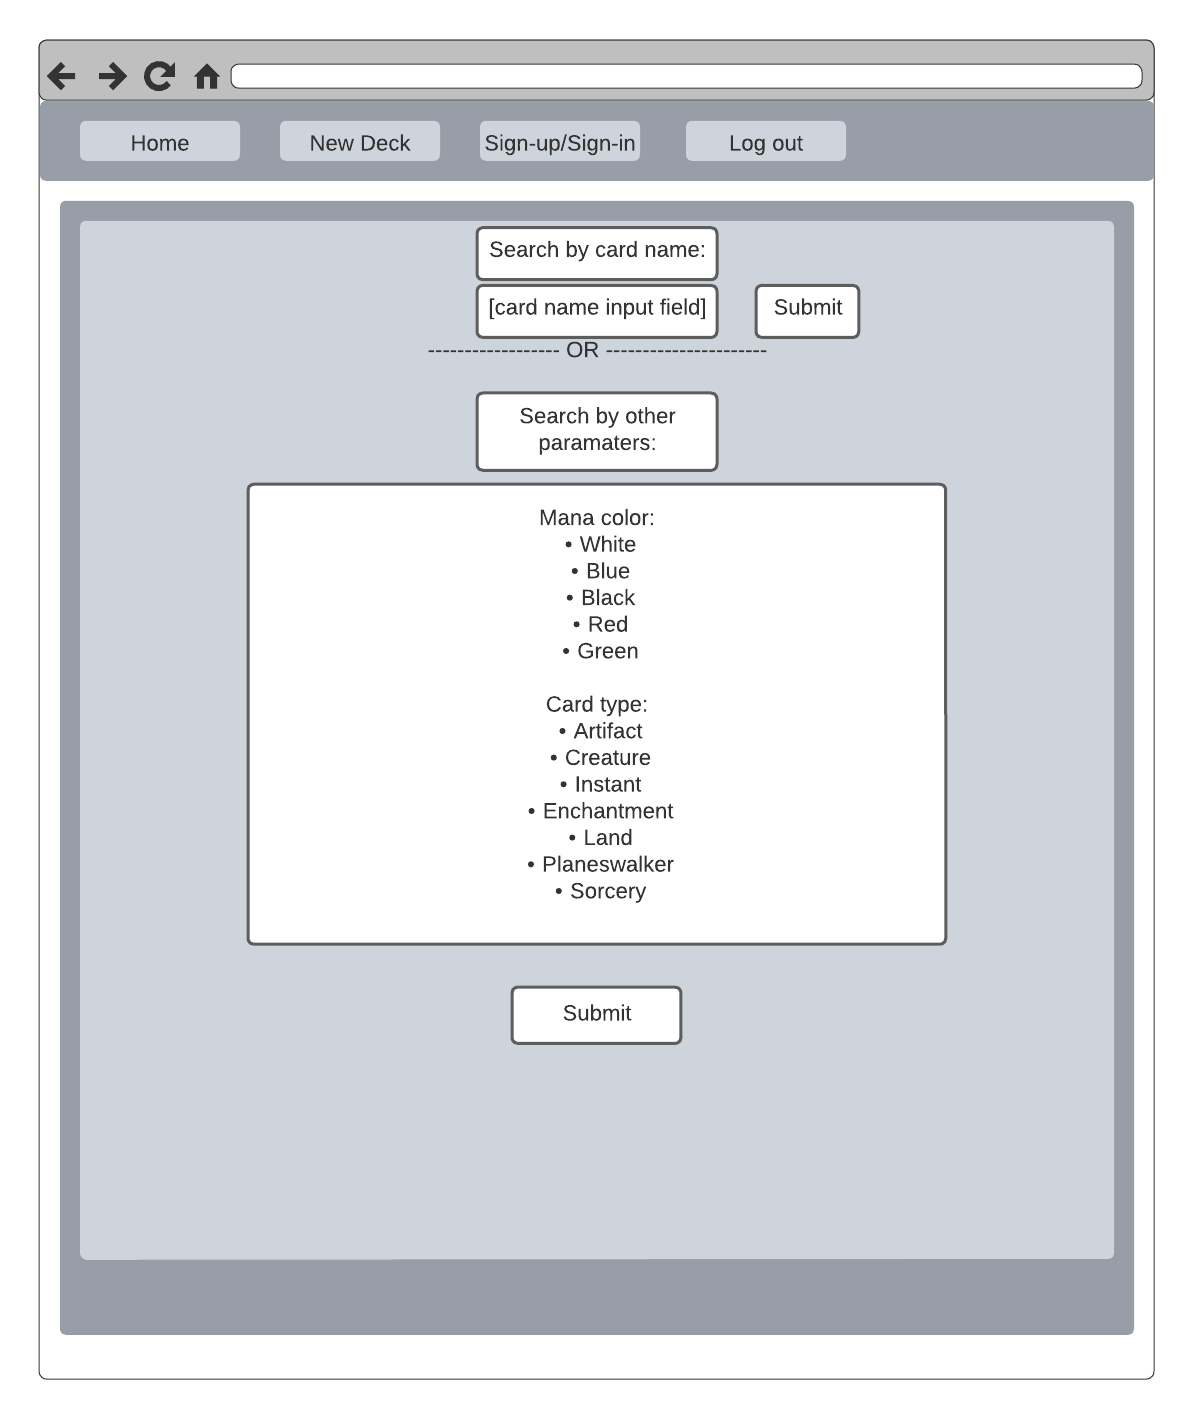 Home
New Deck
Sign-up/Sign-in
Log out
Search by card name:
[card name input field]
Submit
------------------ OR ----------------------
Search by other
paramaters:
Mana color:
• White
• Blue
• Black
• Red
• Green
Card type:
• Artifact
• Creature
• Instant
• Enchantment
• Land
• Planeswalker
• Sorcery
Submit